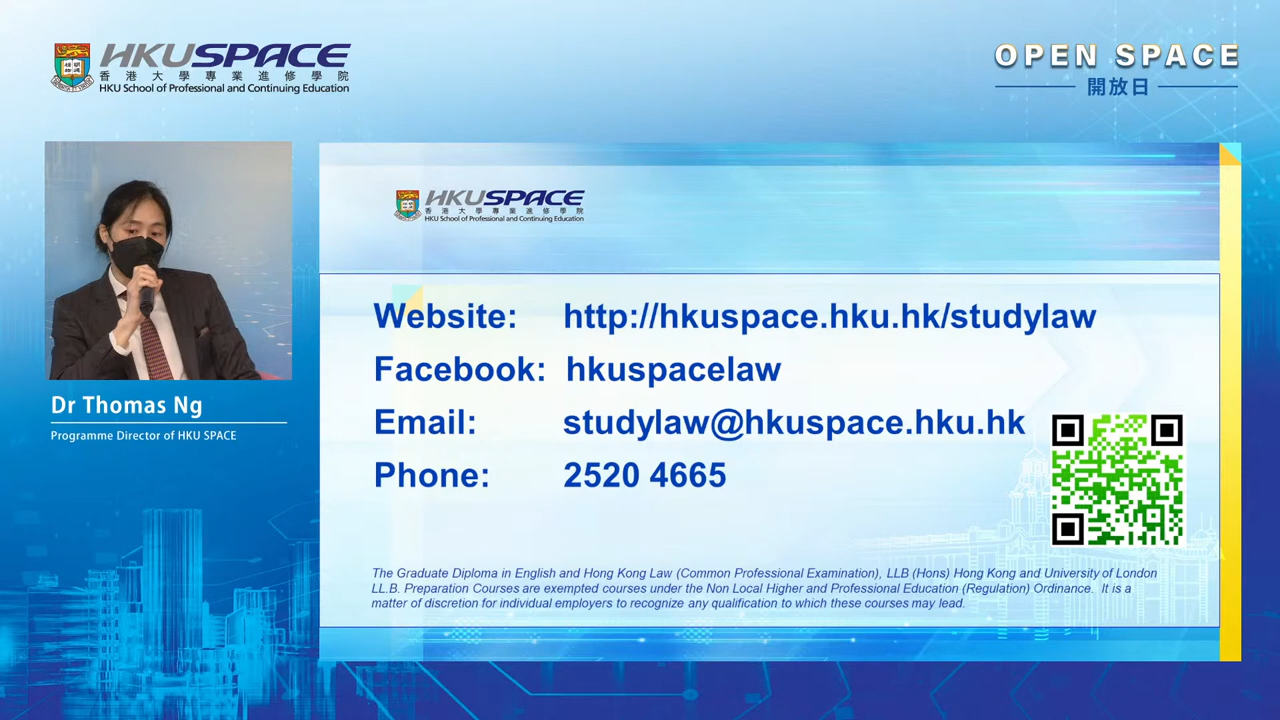 HKUSPACE
香港大學專業進修學院
HKU School of Professional and Continuing Education
OPEN SPACE
開放日
HKUSPACE
香港大學專業進修學院
HKU School of Professional and Continuing Education
Website: http://hkuspace.hku.hk/studylaw
Facebook: hkuspacelaw
Email: studylaw@hkuspace.hku.hk
Phone: 2520 4665
The Graduate Diploma in English and Hong Kong Law (Common Professional Examination), LLB (Hons) Hong Kong and University of London
LL.B. Preparation Courses are exempted courses under the Non Local Higher and Professional Education (Regulation) Ordinance. It is a
matter of discretion for individual employers to recognize any qualification to which these courses may lead.
Dr Thomas Ng
Programme Director of HKU SPACE